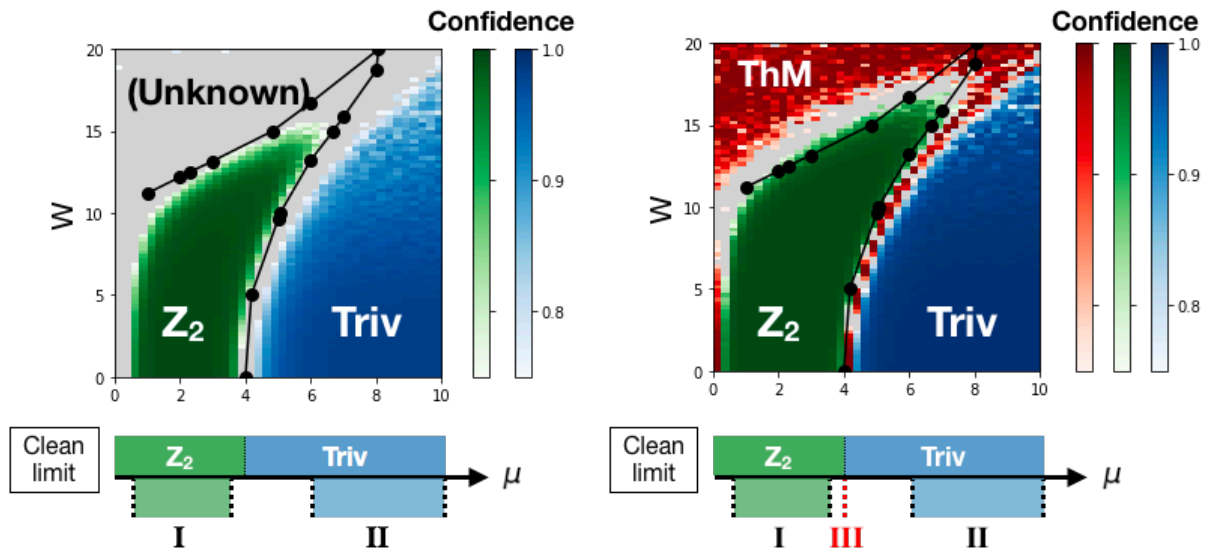 Confidence
20
15
10
5
0
W
(Unknown)
Z₂
Triv
1.0
0.9
0.8
0 2 4 6 8 10
Clean
limit
Z₂ Triv
μ
I II
Confidence
20
15
10
5
0
W
ThM
Z₂
Triv
1.0
0.9
0.8
0 2 4 6 8 10
Clean
limit
Z₂ Triv
μ
I III II